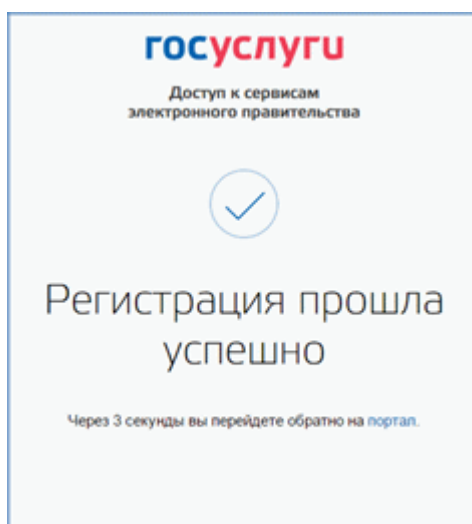 госуслуги
Доступ к сервисам
электронного правительства
Регистрация прошла
успешно
Через 3 секунды вы перейдете обратно на портал.